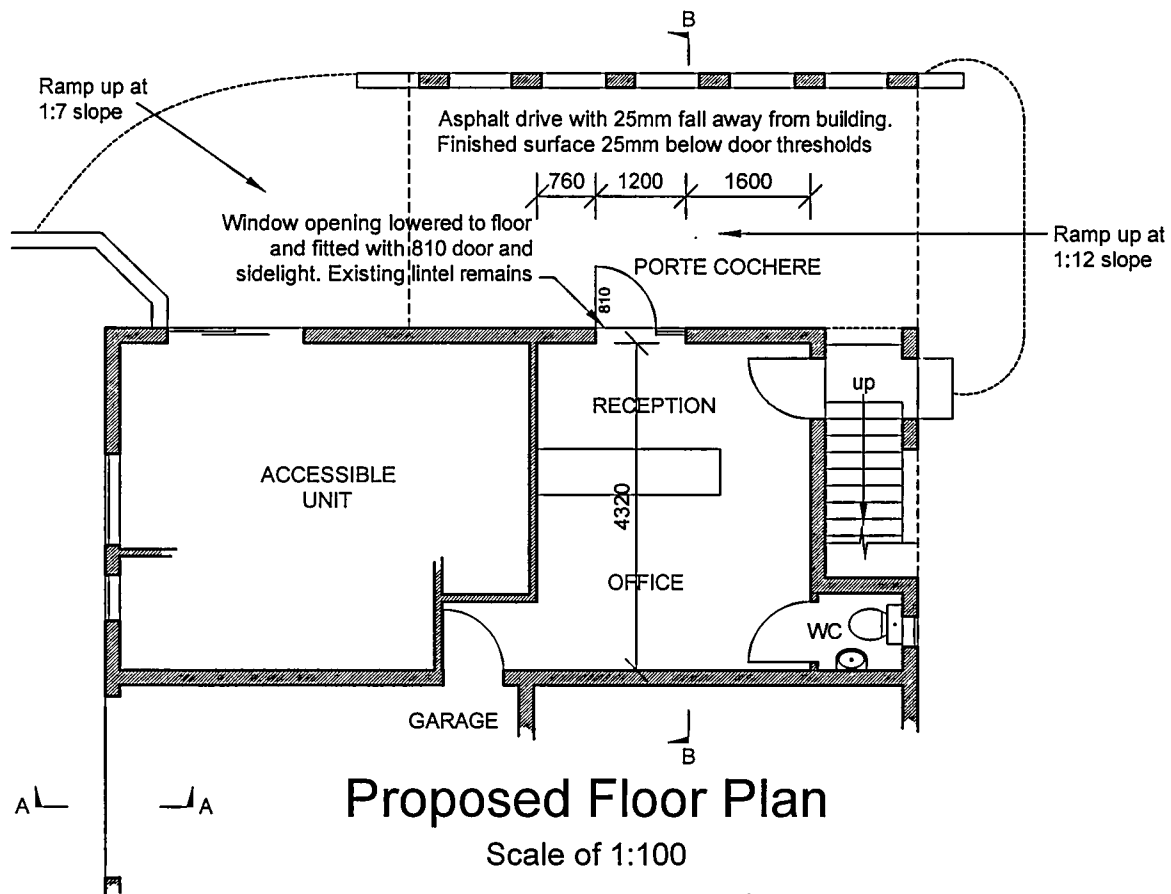 B
Ramp up at
1:7 slope
Asphalt drive with 25mm fall away from building.
Finished surface 25mm below door thresholds
760 1200 1600
Window opening lowered to floor
and fitted with 810 door and
sidelight. Existing lintel remains
Ramp up at
1:12 slope
PORTE COCHERE
810
up
RECEPTION
ACCESSIBLE
UNIT
4320
OFFICE
WC
GARAGE
B
A A
Proposed Floor Plan
Scale of 1:100